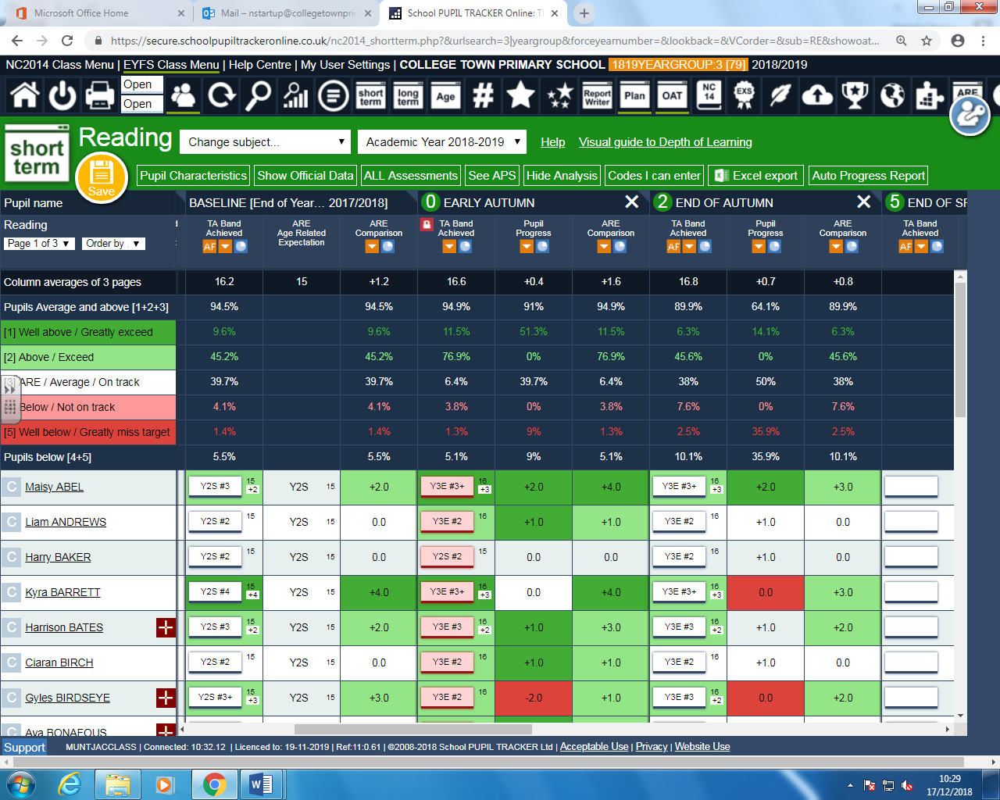 Microsoft Office Home
Mail – nstartup@collegetownprim
School PUPIL TRACKER Online: T
https://secure.schoolpupiltrackeronline.co.uk/nc2014_shortterm.php?&urlsearch=3|yeargroup&forceyearnumber=&lookback=&VCorder=&sub=RE&showoat...
NC2014 Class Menu | EYFS Class Menu | Help Centre | My User Settings | COLLEGE TOWN PRIMARY SCHOOL 1819YEARGROUP:3 [79] 2018/2019
Open
Open
short term
long term
Age
#
Report Writer
Plan
OAT
NC 14
EXS
ARE
short term
Reading
Change subject...
Academic Year 2018-2019
Help
Visual guide to Depth of Learning
Save
Pupil Characteristics
Show Official Data
ALL Assessments
See APS
Hide Analysis
Codes I can enter
Excel export
Auto Progress Report
Pupil name
BASELINE [End of Year... 2017/2018]
0 EARLY AUTUMN
2 END OF AUTUMN
5 END OF SP
Reading
Page 1 of 3
Order by
TA Band Achieved
ARE Age Related Expectation
ARE Comparison
TA Band Achieved
Pupil Progress
ARE Comparison
TA Band Achieved
Pupil Progress
ARE Comparison
TA Band Achieved
AF
AF
AF
Column averages of 3 pages 16.2 15 +1.2 16.6 +0.4 +1.6 16.8 +0.7 +0.8
Pupils Average and above [1+2+3] 94.5% 94.5% 94.9% 91% 94.9% 89.9% 64.1% 89.9%
[1] Well above / Greatly exceed 9.6% 9.6% 11.5% 51.3% 11.5% 6.3% 14.1% 6.3%
[2] Above / Exceed 45.2% 45.2% 76.9% 0% 76.9% 45.6% 0% 45.6%
[3] ARE / Average / On track 39.7% 39.7% 6.4% 39.7% 6.4% 38% 50% 38%
Below / Not on track 4.1% 4.1% 3.8% 0% 3.8% 7.6% 0% 7.6%
[5] Well below / Greatly miss target 1.4% 1.4% 1.3% 9% 1.3% 2.5% 35.9% 2.5%
Pupils below [4+5] 5.5% 5.5% 5.1% 9% 5.1% 10.1% 35.9% 10.1%
C Maisy ABEL Y2S #3 15 +2 Y2S 15 +2.0 Y3E #3+ 16 +3 +2.0 +4.0 Y3E #3+ 16 +3 +2.0 +3.0
C Liam ANDREWS Y2S #2 15 Y2S 15 0.0 Y3E #2 16 +1.0 +1.0 Y3E #2 16 +1.0 0.0
C Harry BAKER Y2S #2 15 Y2S 15 0.0 Y2S #2 15 0.0 0.0 Y3E #2 16 +1.0 0.0
C Kyra BARRETT Y2S #4 15 +4 Y2S 15 +4.0 Y3E #3+ 16 +3 0.0 +4.0 Y3E #3+ 16 +3 0.0 +3.0
C Harrison BATES Y2S #3 15 +2 Y2S 15 +2.0 Y3E #3 16 +2 +1.0 +3.0 Y3E #3 16 +2 +1.0 +2.0
C Ciaran BIRCH Y2S #2 15 Y2S 15 0.0 Y3E #2 16 +1.0 +1.0 Y3E #2 16 +1.0 0.0
C Gyles BIRDSEYE Y2S #3+ 15 +3 Y2S 15 +3.0 Y3E #2 16 -2.0 +1.0 Y3E #3 16 +2 0.0 +2.0
C Ava BONAFOUS
Support
MUNTJACCLASS | Connected: 10:32.12 | Licenced to: 19-11-2019 | Ref:11:0.61 | ©2008-2018 School PUPIL TRACKER Ltd | Acceptable Use | Privacy | Website Use
10:29
17/12/2018